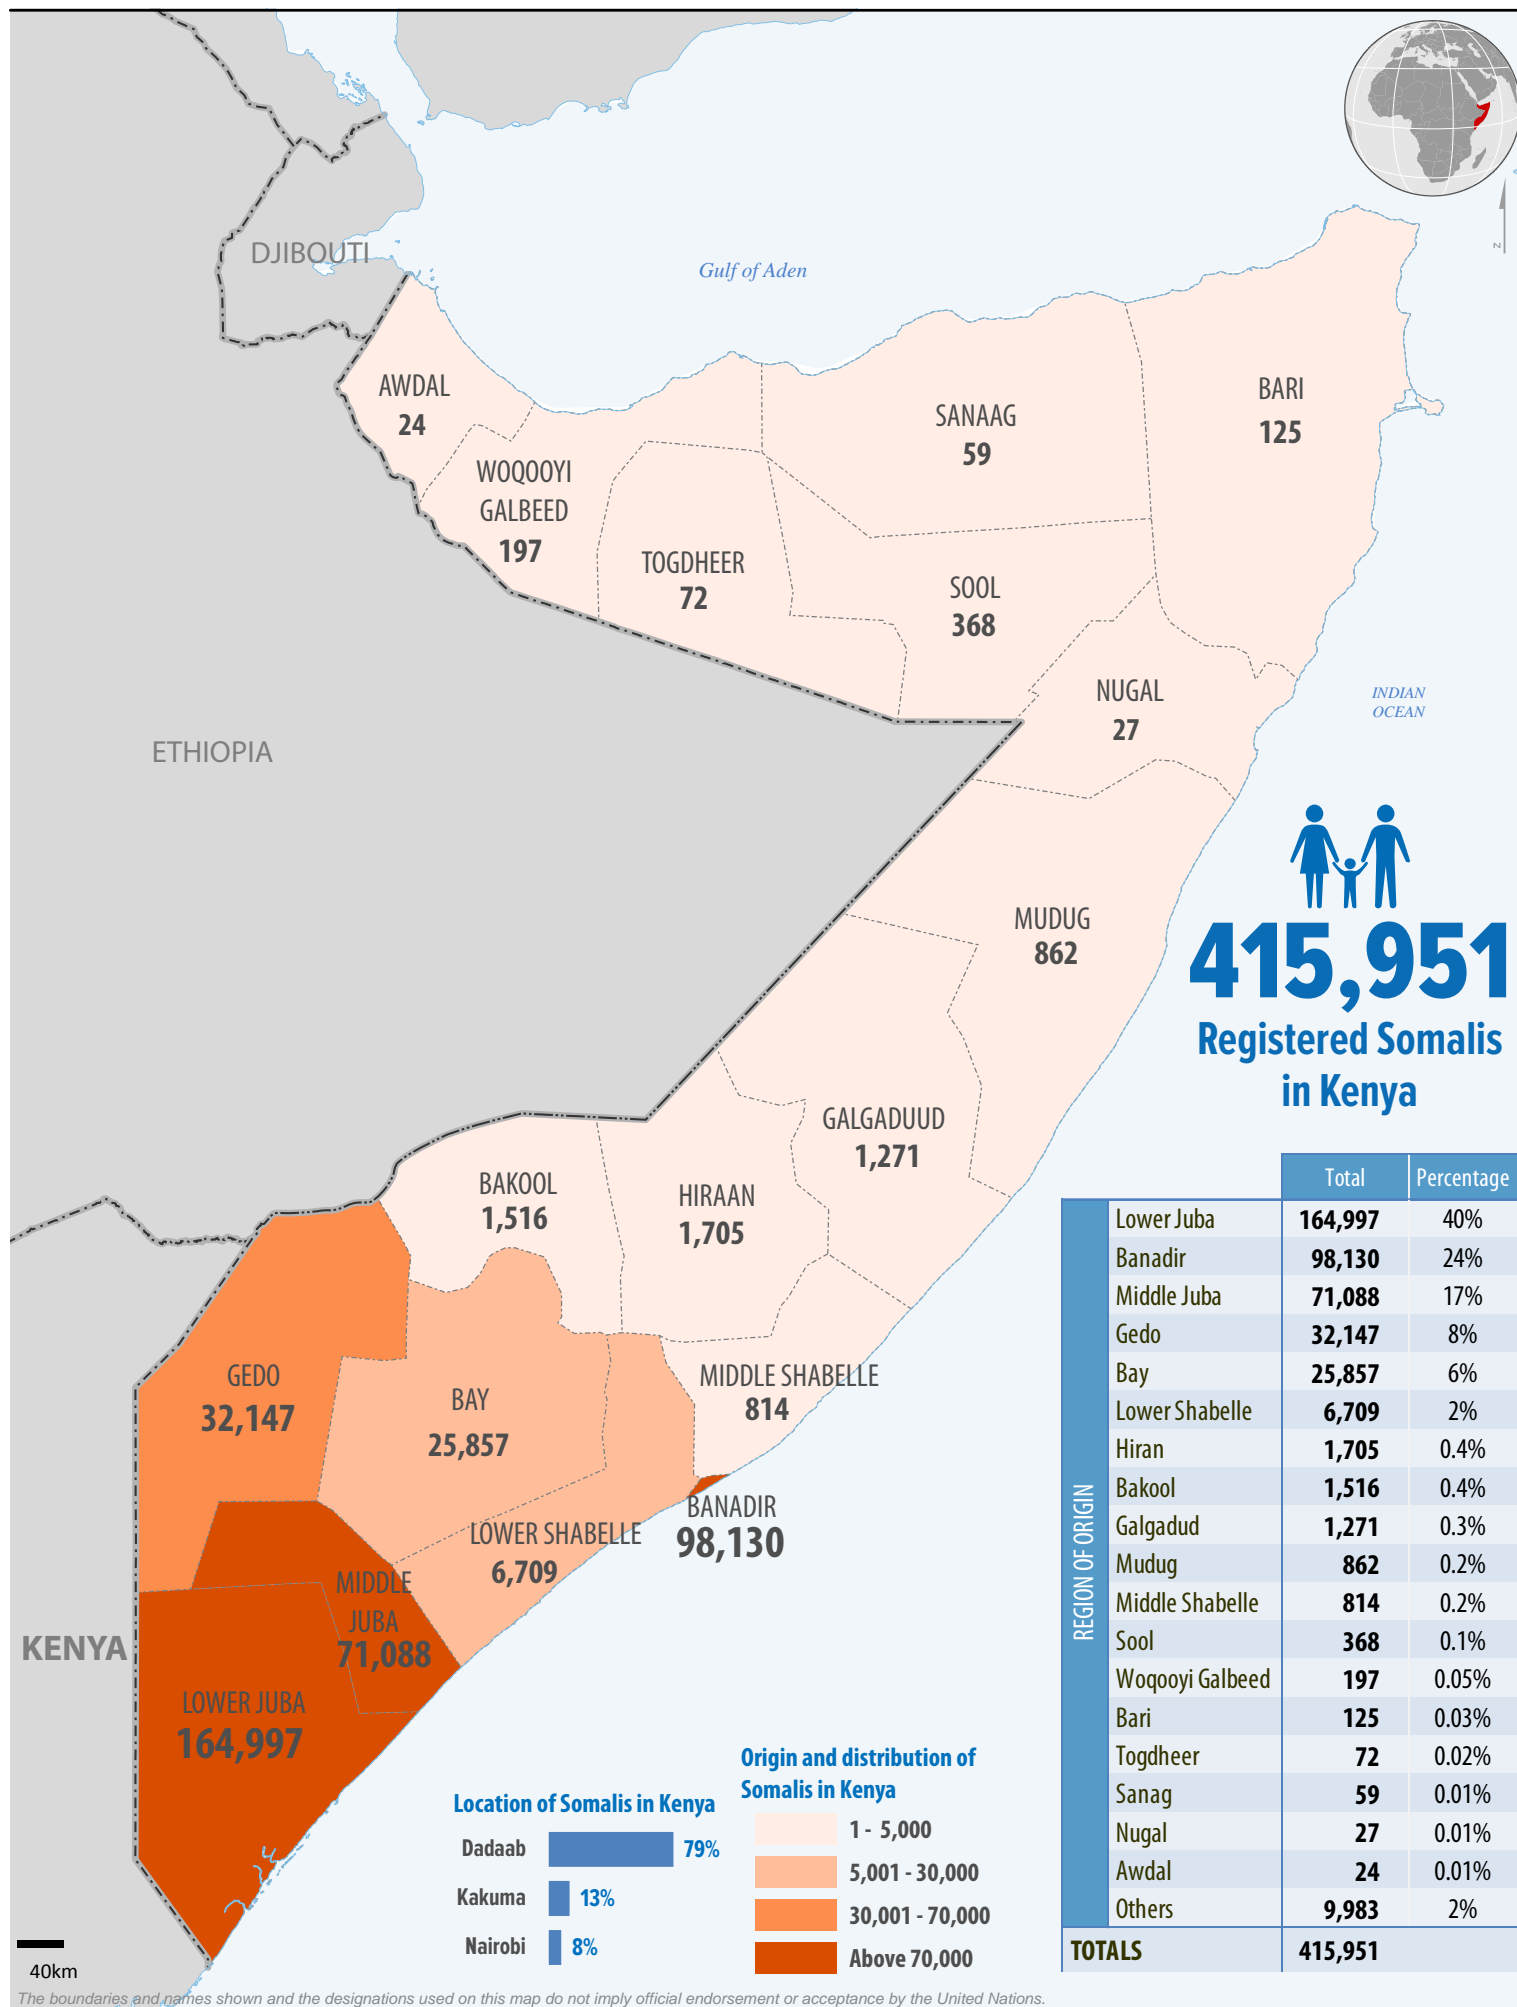 DJIBOUTI
Gulf of Aden
N
AWDAL
24
WOQOOYI
GALBEED
197
TOGDHEER
72
SANAAG
59
BARI
125
SOOL
368
NUGAL
27
INDIAN
OCEAN
ETHIOPIA
MUDUG
862
415,951
Registered Somalis
in Kenya
GALGADUUD
1,271
BAKOOL
1,516
HIRAAN
1,705
GEDO
32,147
BAY
25,857
MIDDLE SHABELLE
814
BANADIR
98,130
LOWER SHABELLE
6,709
MIDDLE
JUBA
71,088
KENYA
LOWER JUBA
164,997
Total Percentage
REGION OF ORIGIN
Lower Juba 164,997 40%
Banadir 98,130 24%
Middle Juba 71,088 17%
Gedo 32,147 8%
Bay 25,857 6%
Lower Shabelle 6,709 2%
Hiran 1,705 0.4%
Bakool 1,516 0.4%
Galgadud 1,271 0.3%
Mudug 862 0.2%
Middle Shabelle 814 0.2%
Sool 368 0.1%
Woqooyi Galbeed 197 0.05%
Bari 125 0.03%
Togdheer 72 0.02%
Sanag 59 0.01%
Nugal 27 0.01%
Awdal 24 0.01%
Others 9,983 2%
TOTALS 415,951
Location of Somalis in Kenya
Dadaab 79%
Kakuma 13%
Nairobi 8%
Origin and distribution of
Somalis in Kenya
1 - 5,000
5,001 - 30,000
30,001 - 70,000
Above 70,000
40km
The boundaries and names shown and the designations used on this map do not imply official endorsement or acceptance by the United Nations.